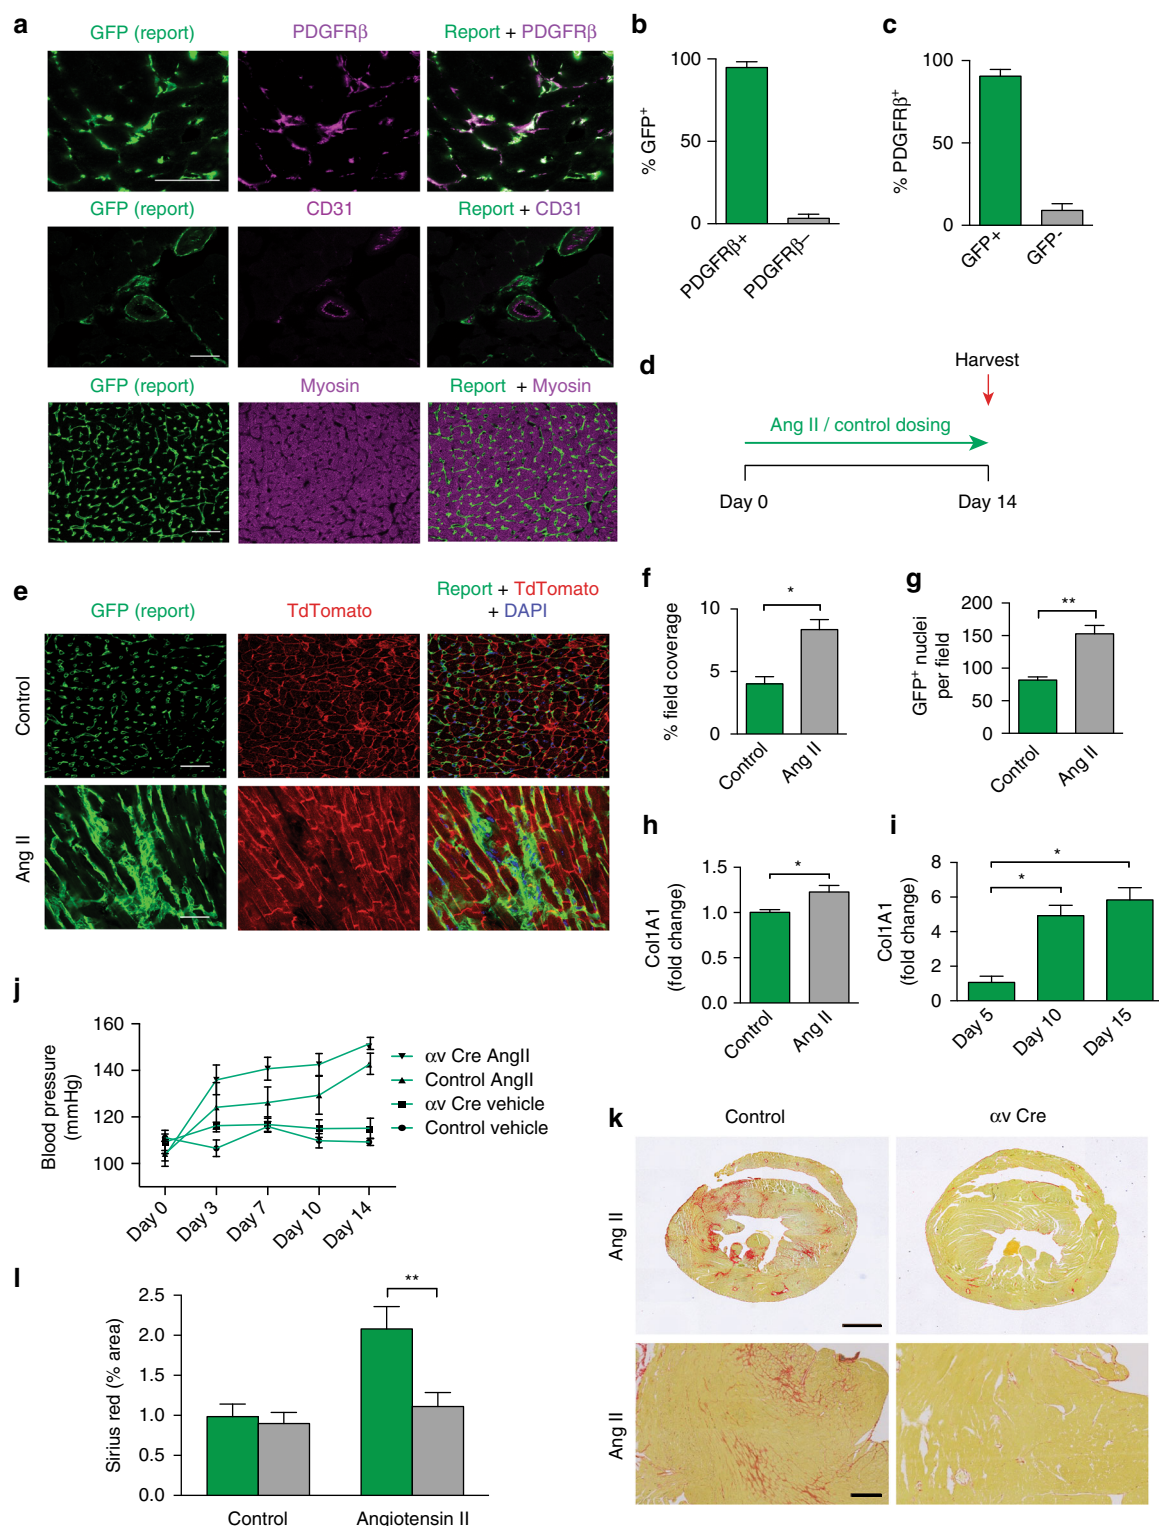 a
GFP (report)
PDGFRβ
Report + PDGFRβ
GFP (report)
CD31
Report + CD31
GFP (report)
Myosin
Report + Myosin
b
% GFP+
100
50
0
PDGFRβ+
PDGFRβ–
c
% PDGFRβ+
100
50
0
GFP+
GFP-
d
Harvest
Ang II / control dosing
Day 0
Day 14
e
GFP (report)
TdTomato
Report + TdTomato
+ DAPI
Control
Ang II
f
% field coverage
10
5
0
Control
Ang II
*
g
GFP+ nuclei
per field
200
150
100
50
0
Control
Ang II
**
h
Col1A1
(fold change)
1.5
1.0
0.5
0.0
Control
Ang II
*
i
Col1A1
(fold change)
8
6
4
2
0
Day 5
Day 10
Day 15
*
*
j
Blood pressure
(mmHg)
160
140
120
100
Day 0
Day 3
Day 7
Day 10
Day 14
αv Cre AngII
Control AngII
αv Cre vehicle
Control vehicle
k
Control
αv Cre
Ang II
Ang II
l
Sirius red (% area)
2.5
2.0
1.5
1.0
0.5
0.0
Control
Angiotensin II
**